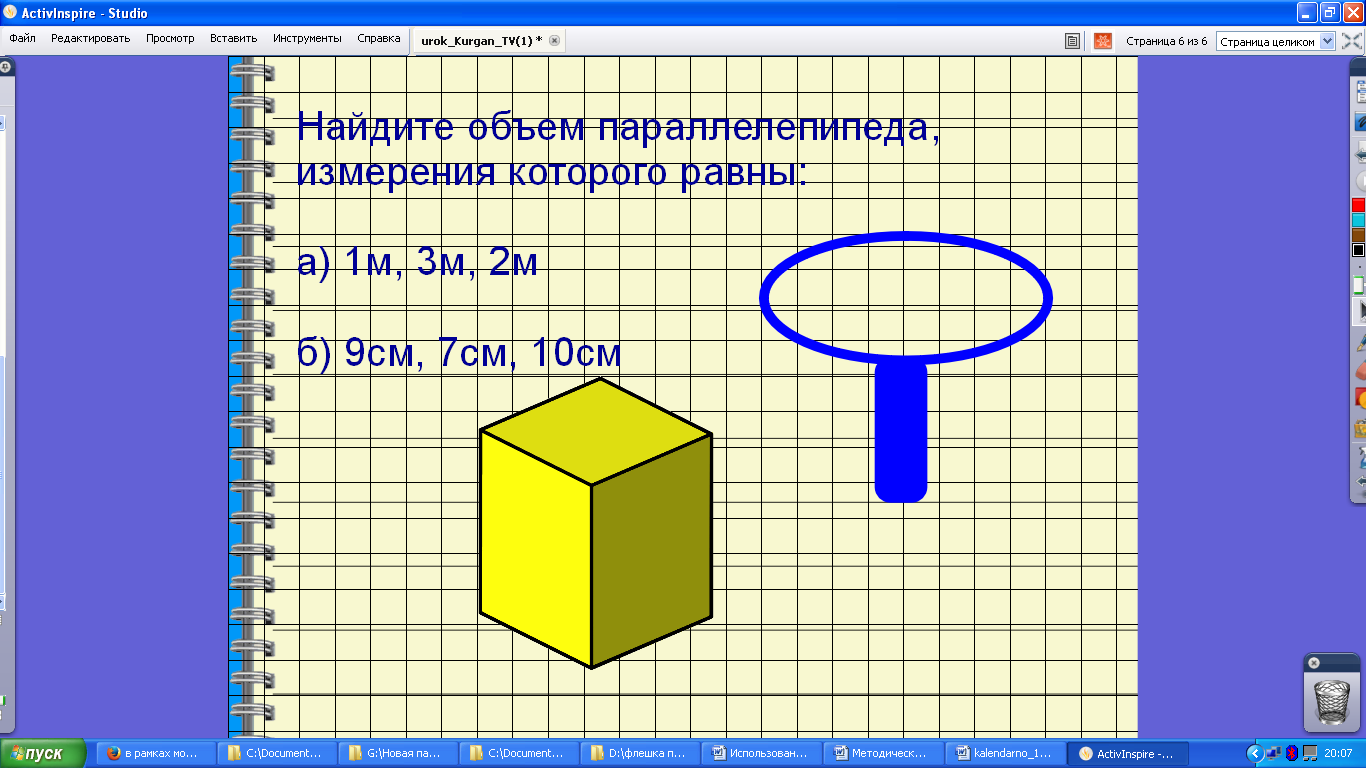 ActivInspire - Studio
Файл Редактировать Просмотр Вставить Инструменты Справка
urok_Kurgan_TV(1) *
Страница 6 из 6
Страница целиком
Найдите объем параллелепипеда,
измерения которого равны:
а) 1м, 3м, 2м
б) 9см, 7см, 10см
пуск
в рамках мо...
C:\Document...
G:\Новая па...
C:\Document...
D:\флешка п...
Использован...
Методическ...
kalendarno_1...
ActivInspire -...
20:07